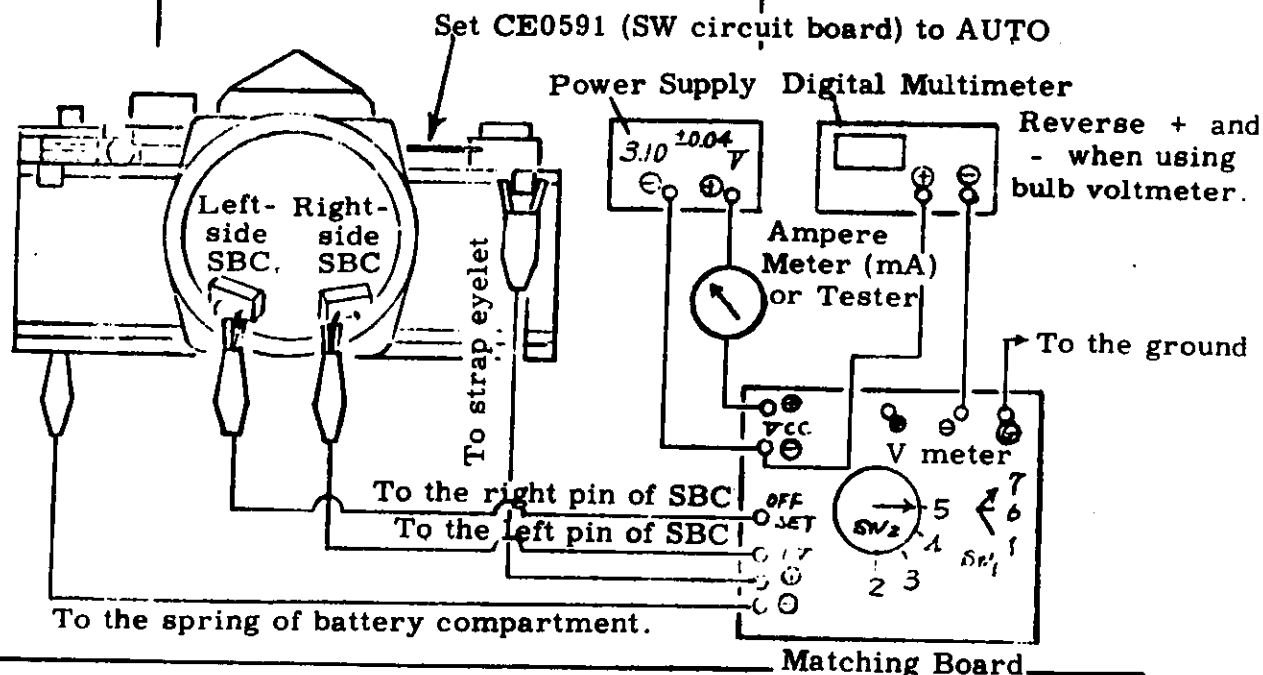 Set CE0591 (SW circuit board) to AUTO
Power Supply Digital Multimeter
3.10 ±0.04 V
⊖ ⊕
⊕ ⊖
Reverse + and
- when using
bulb voltmeter.
Left-
side
SBC
Right-
side
SBC
To strap eyelet
Ampere
Meter (mA)
or Tester
To the ground
⊕
VCC
⊖
⊖
G
V meter
To the right pin of SBC
OFF
SET
To the left pin of SBC
⊕
⊖
SW2
5
4
3
2
7
6
1
SW1
To the spring of battery compartment.
Matching Board